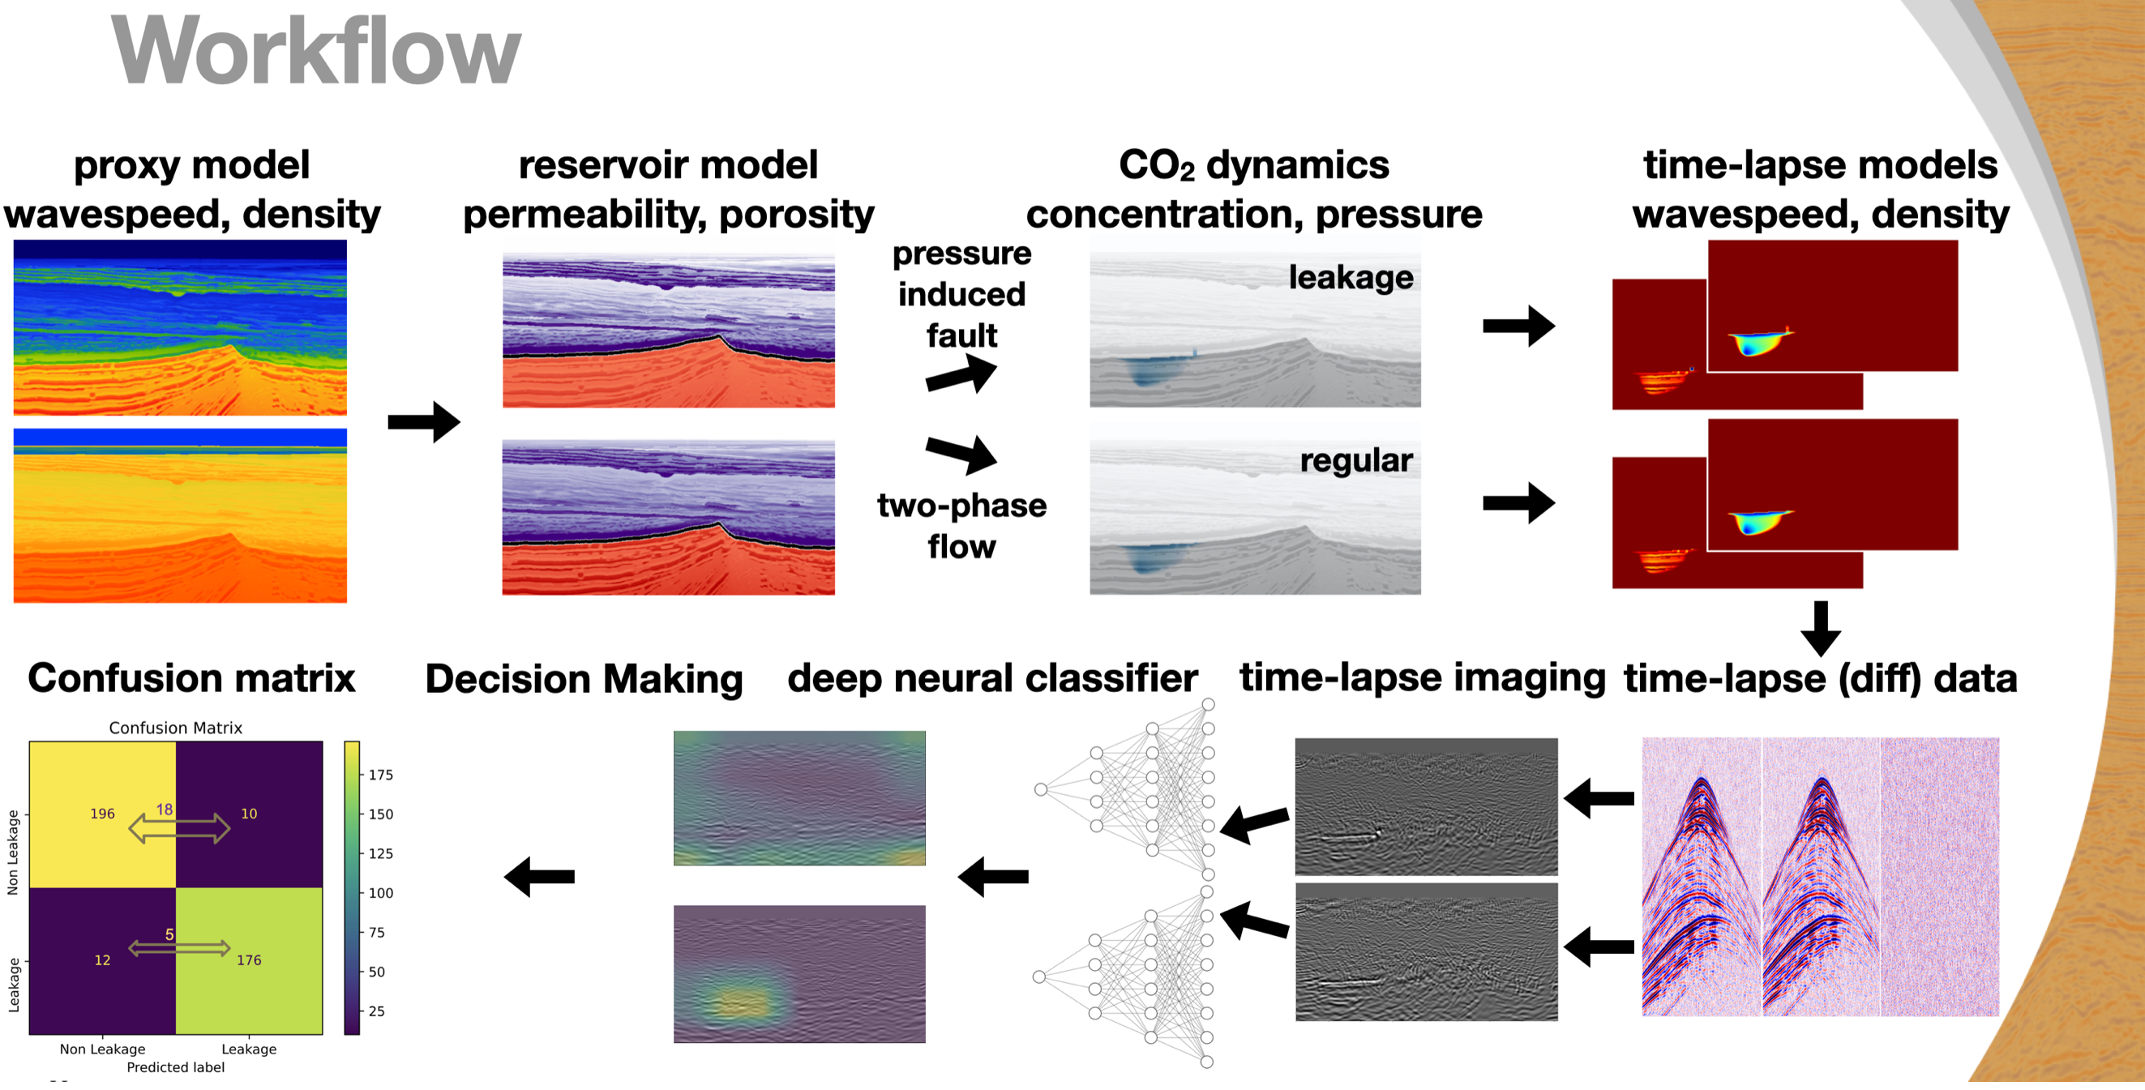 Workflow
proxy model
wavespeed, density
reservoir model
permeability, porosity
pressure
induced
fault
two-phase
flow
CO₂ dynamics
concentration, pressure
leakage
regular
time-lapse models
wavespeed, density
time-lapse (diff) data
time-lapse imaging
deep neural classifier
Decision Making
Confusion matrix
Confusion Matrix
Non Leakage
Leakage
196
18
10
12
5
176
175
150
125
100
75
50
25
Non Leakage
Leakage
Predicted label